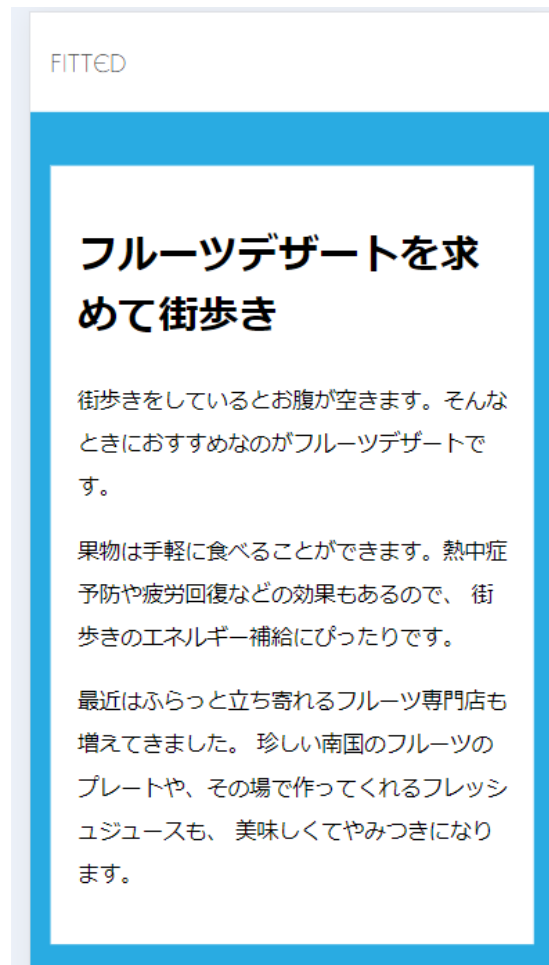 FITTED
フルーツデザートを求
めて街歩き
街歩きをしているとお腹が空きます。そんな
ときにおすすめなのがフルーツデザートで
す。
果物は手軽に食べることができます。熱中症
予防や疲労回復などの効果もあるので、 街
歩きのエネルギー補給にぴったりです。
最近はふらっと立ち寄れるフルーツ専門店も
増えてきました。 珍しい南国のフルーツの
プレートや、その場で作ってくれるフレッシ
ュジュースも、 美味しくてやみつきになり
ます。